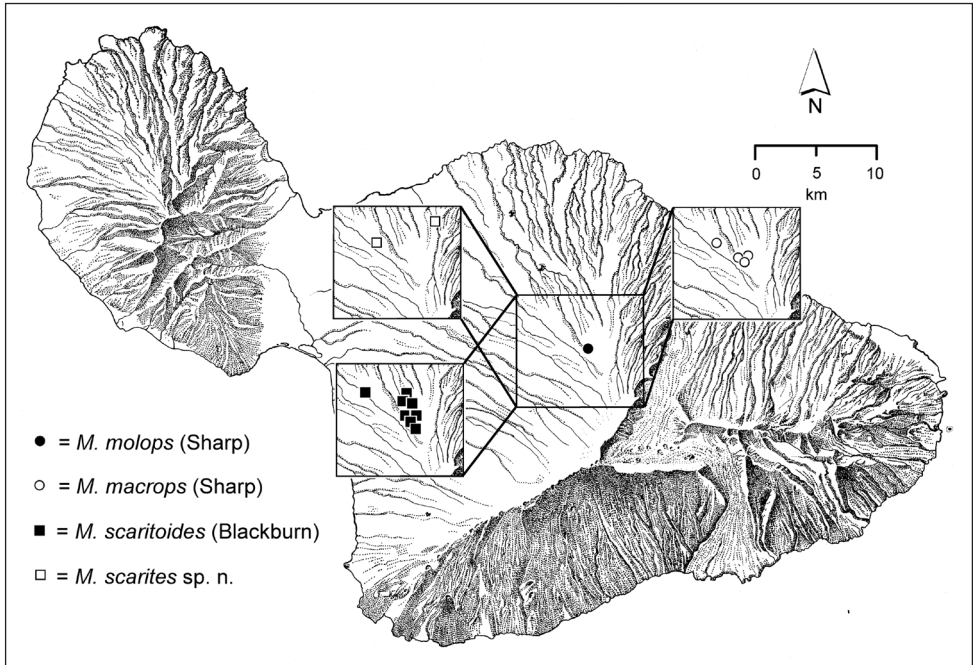 N
0 5 10
km
● = M. molops (Sharp)
○ = M. macrops (Sharp)
■ = M. scaritoides (Blackburn)
□ = M. scarites sp. n.